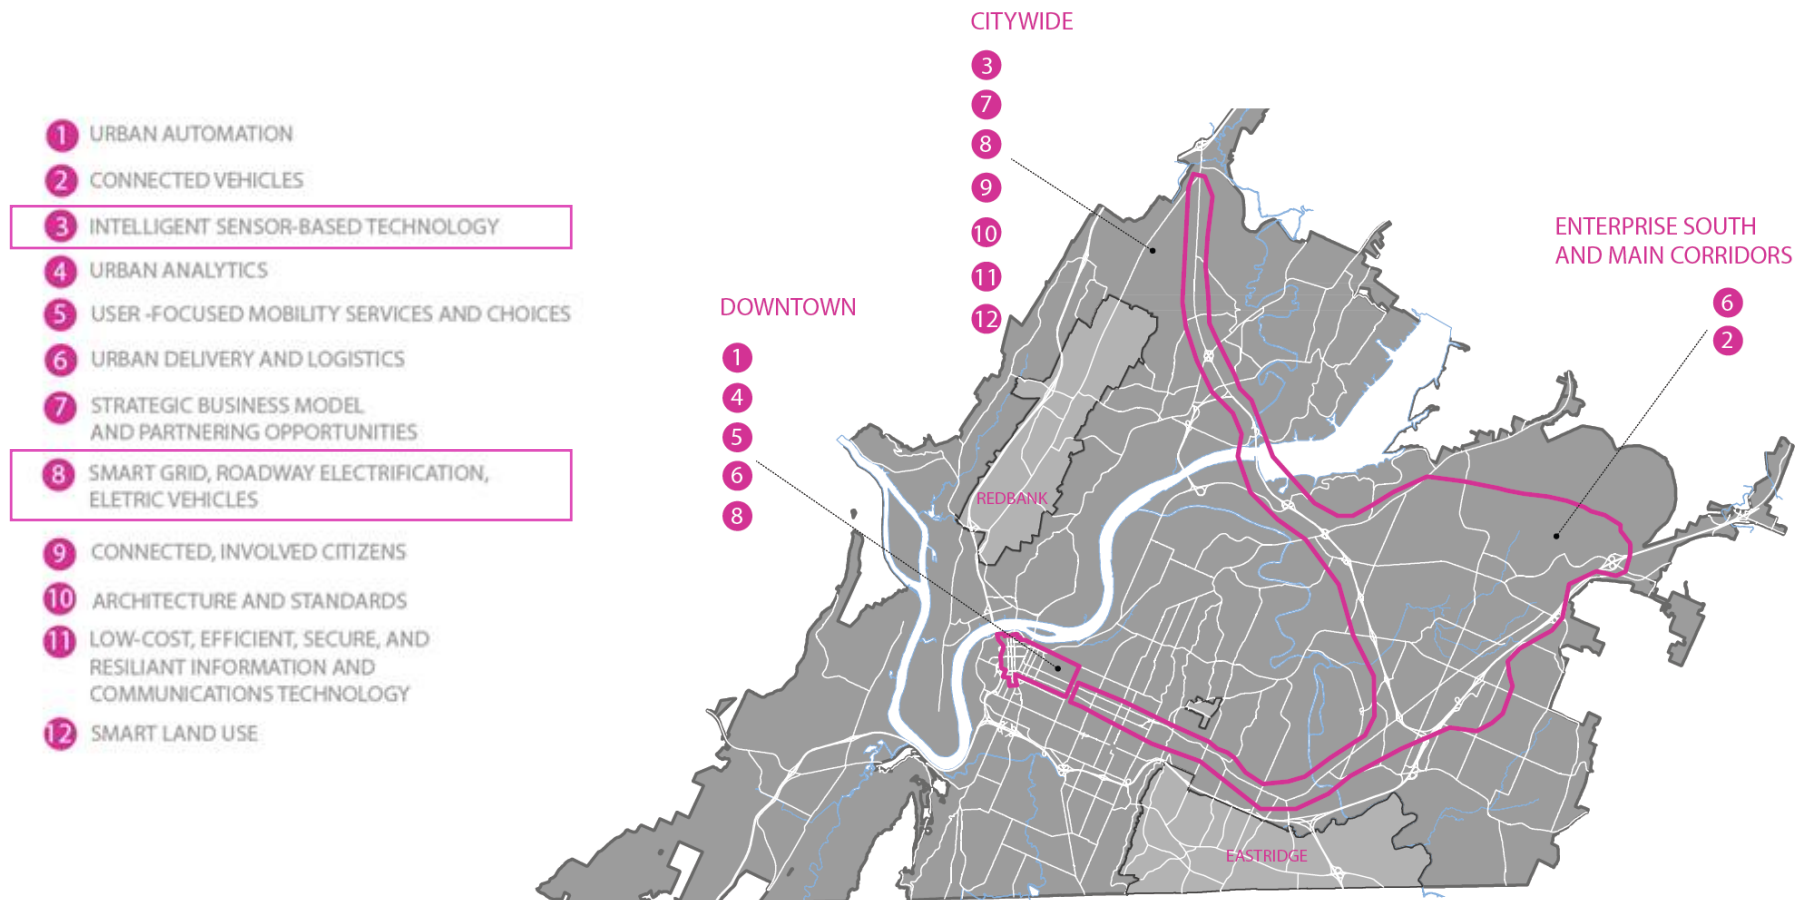 1 URBAN AUTOMATION
2 CONNECTED VEHICLES
3 INTELLIGENT SENSOR-BASED TECHNOLOGY
4 URBAN ANALYTICS
5 USER -FOCUSED MOBILITY SERVICES AND CHOICES
6 URBAN DELIVERY AND LOGISTICS
7 STRATEGIC BUSINESS MODEL
AND PARTNERING OPPORTUNITIES
8 SMART GRID, ROADWAY ELECTRIFICATION,
ELETRIC VEHICLES
9 CONNECTED, INVOLVED CITIZENS
10 ARCHITECTURE AND STANDARDS
11 LOW-COST, EFFICIENT, SECURE, AND
RESILIANT INFORMATION AND
COMMUNICATIONS TECHNOLOGY
12 SMART LAND USE
DOWNTOWN
1
4
5
6
8
CITYWIDE
3
7
8
9
10
11
12
ENTERPRISE SOUTH
AND MAIN CORRIDORS
6
2
REDBANK
EASTRIDGE